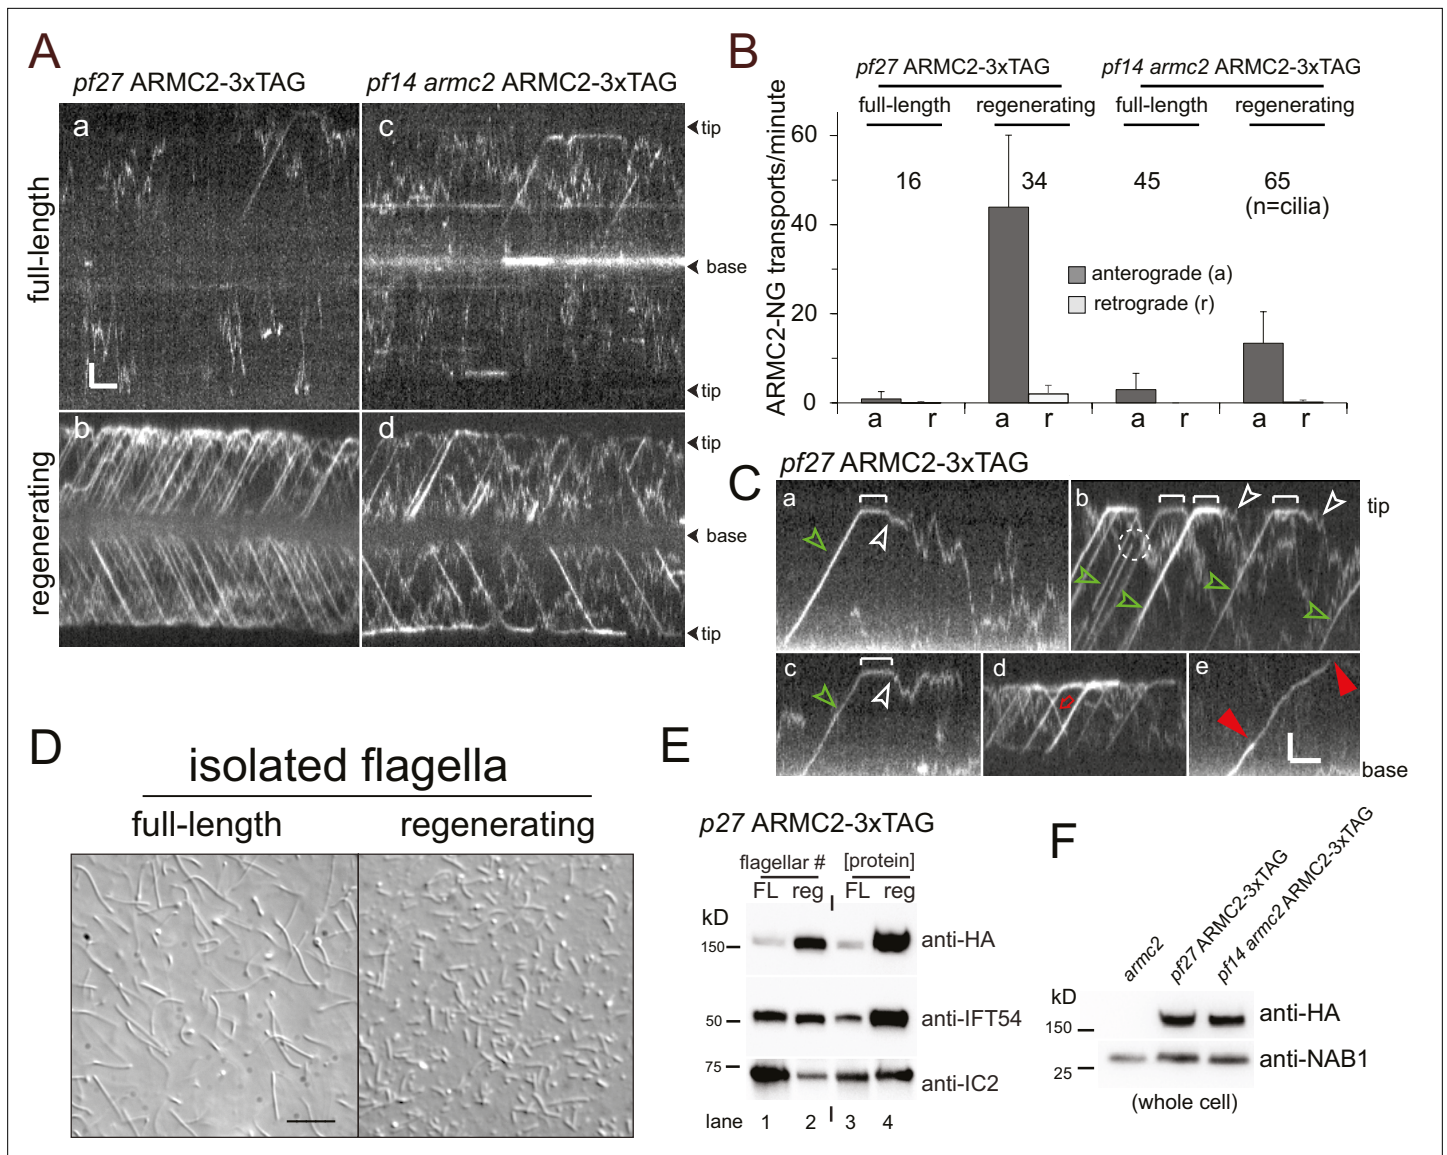 A
pf27 ARMC2-3xTAG
pf14 armc2 ARMC2-3xTAG
full-length
regenerating
a
c
b
d
tip
base
tip
tip
base
tip
B
pf27 ARMC2-3xTAG
pf14 armc2 ARMC2-3xTAG
full-length
regenerating
full-length
regenerating
ARMC2-NG transports/minute
60
40
20
0
16
34
45
65
(n=cilia)
anterograde (a)
retrograde (r)
a
r
a
r
a
r
a
r
C
pf27 ARMC2-3xTAG
a
b
tip
c
d
e
base
D
isolated flagella
full-length
regenerating
E
p27 ARMC2-3xTAG
flagellar #
[protein]
FL
reg
FL
reg
kD
150
anti-HA
50
anti-IFT54
75
anti-IC2
lane
1
2
3
4
F
armc2
pf27 ARMC2-3xTAG
pf14 armc2 ARMC2-3xTAG
kD
150
anti-HA
25
anti-NAB1
(whole cell)